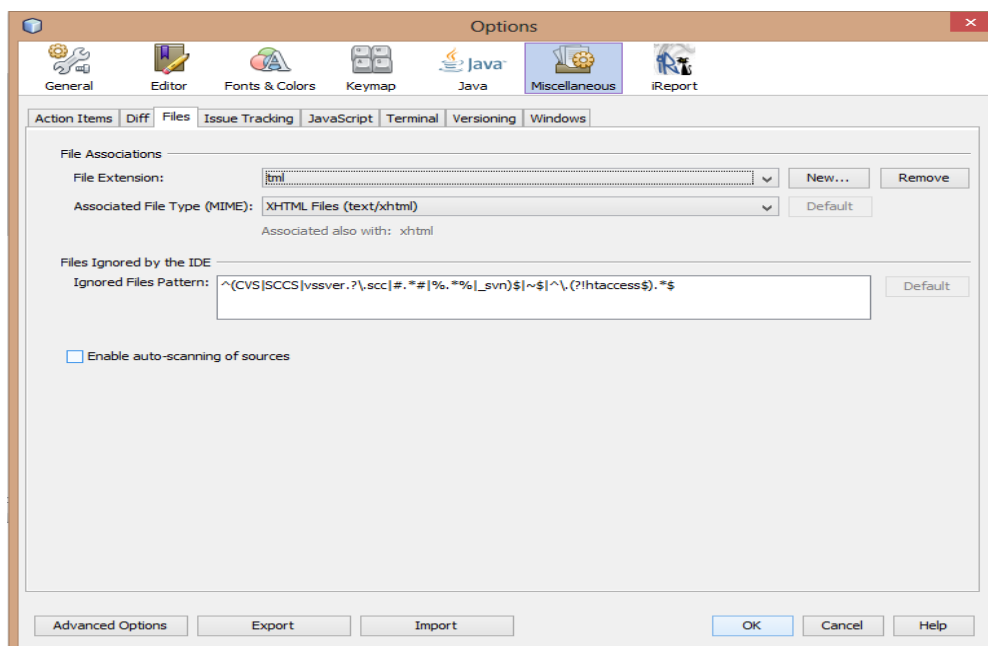 Options
General Editor Fonts & Colors Keymap Java Miscellaneous iReport
Action Items Diff Files Issue Tracking JavaScript Terminal Versioning Windows
File Associations
File Extension: tml New... Remove
Associated File Type (MIME): XHTML Files (text/xhtml) Default
Associated also with: xhtml
Files Ignored by the IDE
Ignored Files Pattern: ^(CVS|SCCS|vssver.?\.scc|#.*#|%.*%|_svn)$|~$|^\.(?!htaccess$).*$ Default
Enable auto-scanning of sources
Advanced Options Export Import OK Cancel Help